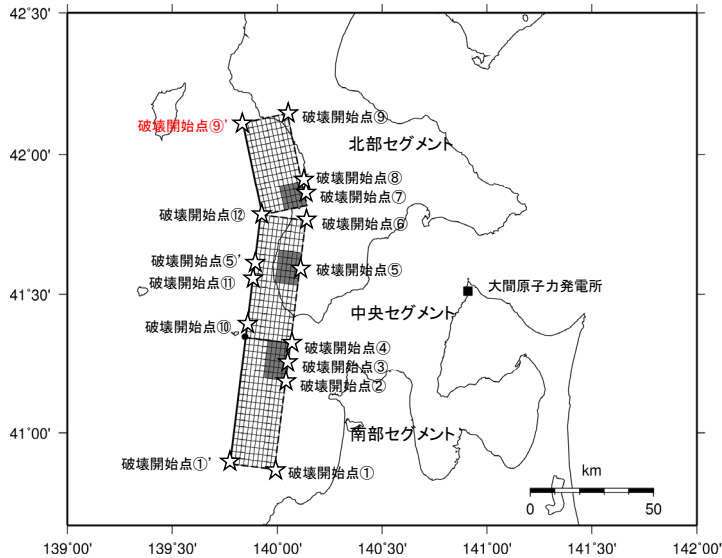 42˚30'
破壊開始点⑨'
破壊開始点⑨
北部セグメント
42˚00'
破壊開始点⑧
破壊開始点⑦
破壊開始点⑫
破壊開始点⑥
破壊開始点⑤'
破壊開始点⑤
破壊開始点⑪
大間原子力発電所
41˚30'
破壊開始点⑩
中央セグメント
破壊開始点④
破壊開始点③
破壊開始点②
41˚00'
南部セグメント
破壊開始点①'
破壊開始点①
km
0
50
139˚00'
139˚30'
140˚00'
140˚30'
141˚00'
141˚30'
142˚00'